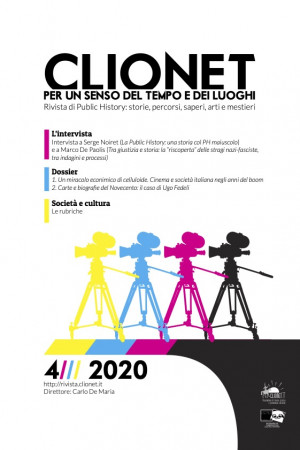 CLIONET
PER UN SENSO DEL TEMPO E DEI LUOGHI
Rivista di Public History: storie, percorsi, saperi, arti e mestieri
L'intervista
Intervista a Serge Noiret (La Public History: una storia col PH maiuscolo)
e a Marco De Paolis (Tra giustizia e storia: la "riscoperta" delle stragi nazi-fasciste,
tra indagini e processi)
Dossier
1. Un miracolo economico di celluloide. Cinema e società italiana negli anni del boom
2. Carte e biografie del Novecento: il caso di Ugo Fedeli
Società e cultura
Le rubriche
4/// 2020
http://rivista.clionet.it
Direttore: Carlo De Maria
CLIONET